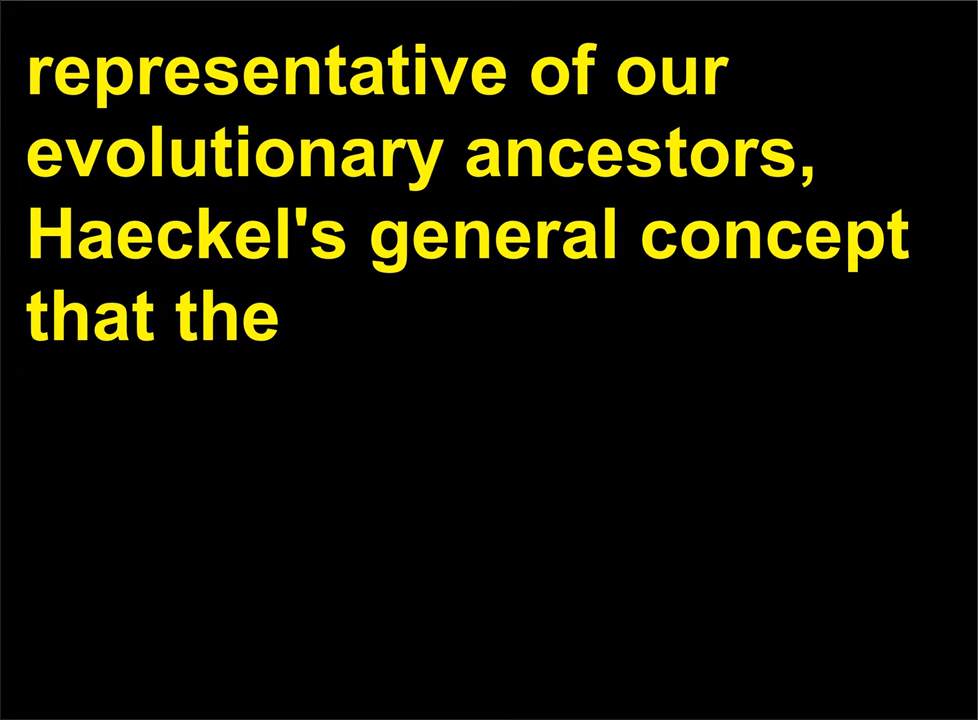 representative of our
evolutionary ancestors,
Haeckel's general concept
that the